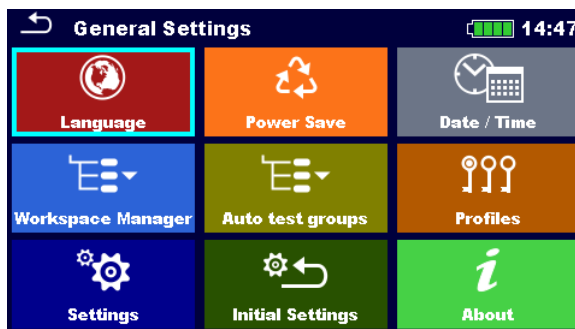 General Settings
14:47
Language
Power Save
Date / Time
Workspace Manager
Auto test groups
Profiles
Settings
Initial Settings
About